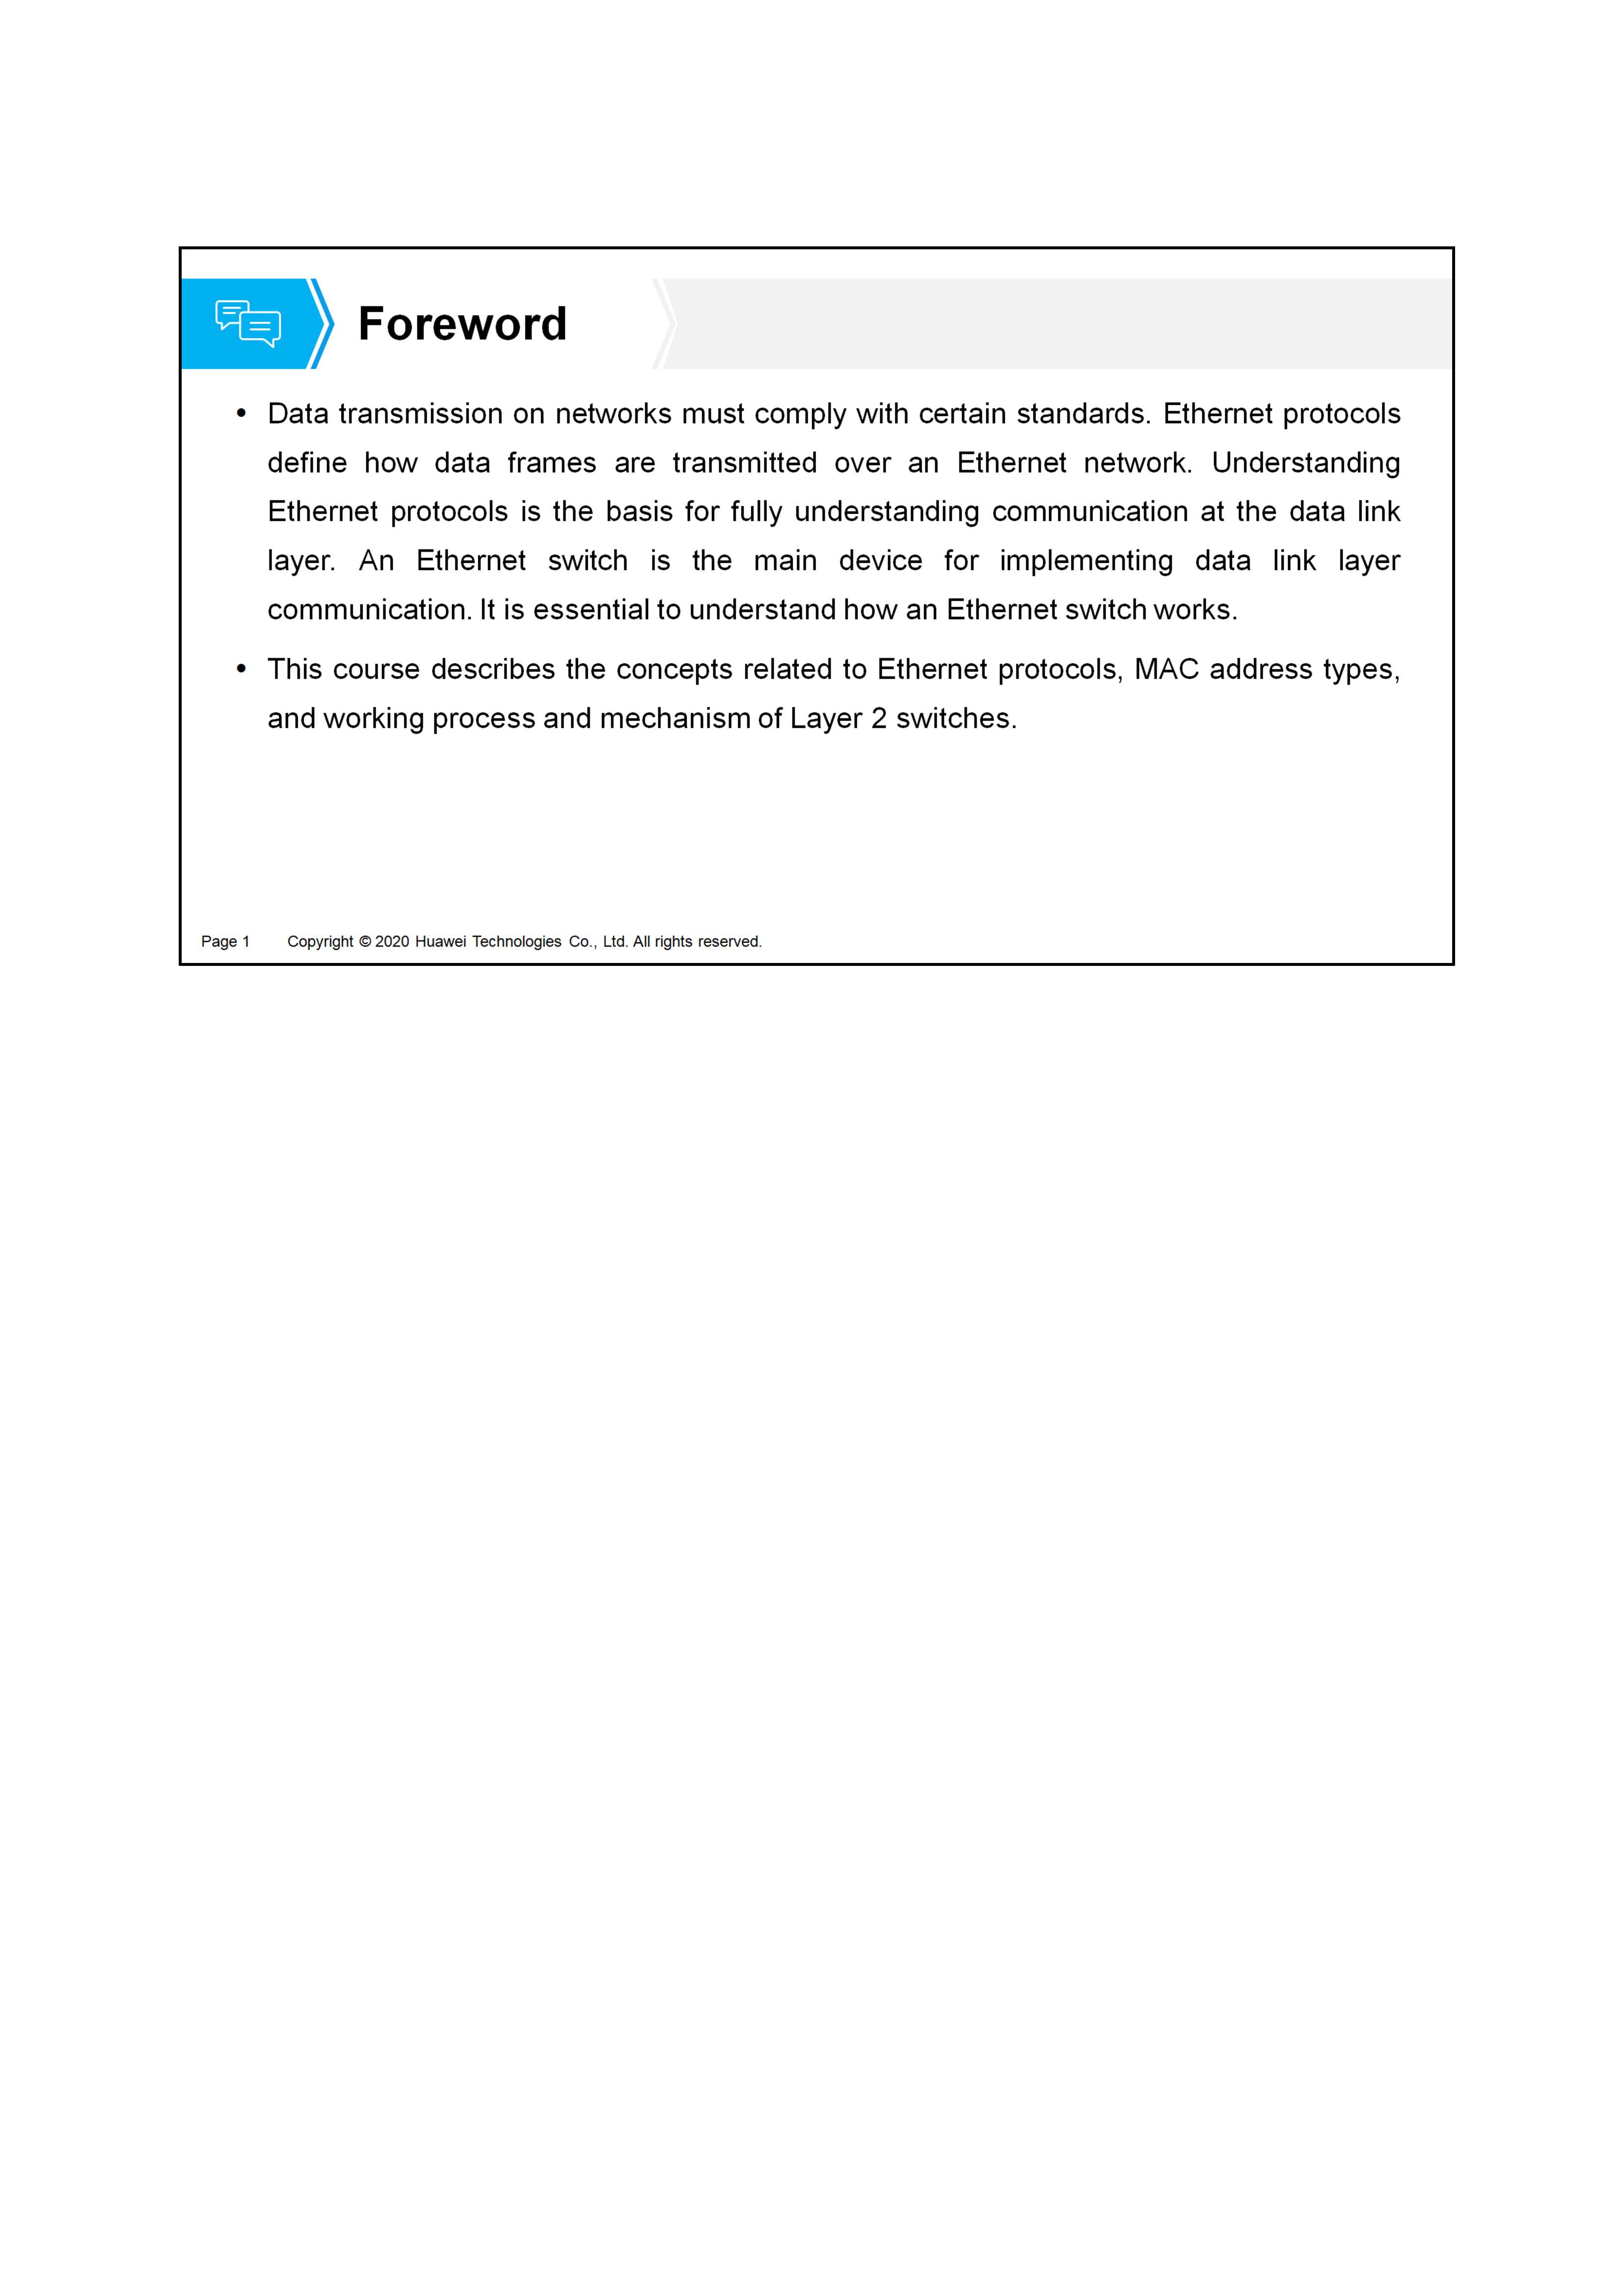 Foreword
• Data transmission on networks must comply with certain standards. Ethernet protocols
define how data frames are transmitted over an Ethernet network. Understanding
Ethernet protocols is the basis for fully understanding communication at the data link
layer. An Ethernet switch is the main device for implementing data link layer
communication. It is essential to understand how an Ethernet switch works.
• This course describes the concepts related to Ethernet protocols, MAC address types,
and working process and mechanism of Layer 2 switches.
Page 1 Copyright © 2020 Huawei Technologies Co., Ltd. All rights reserved.